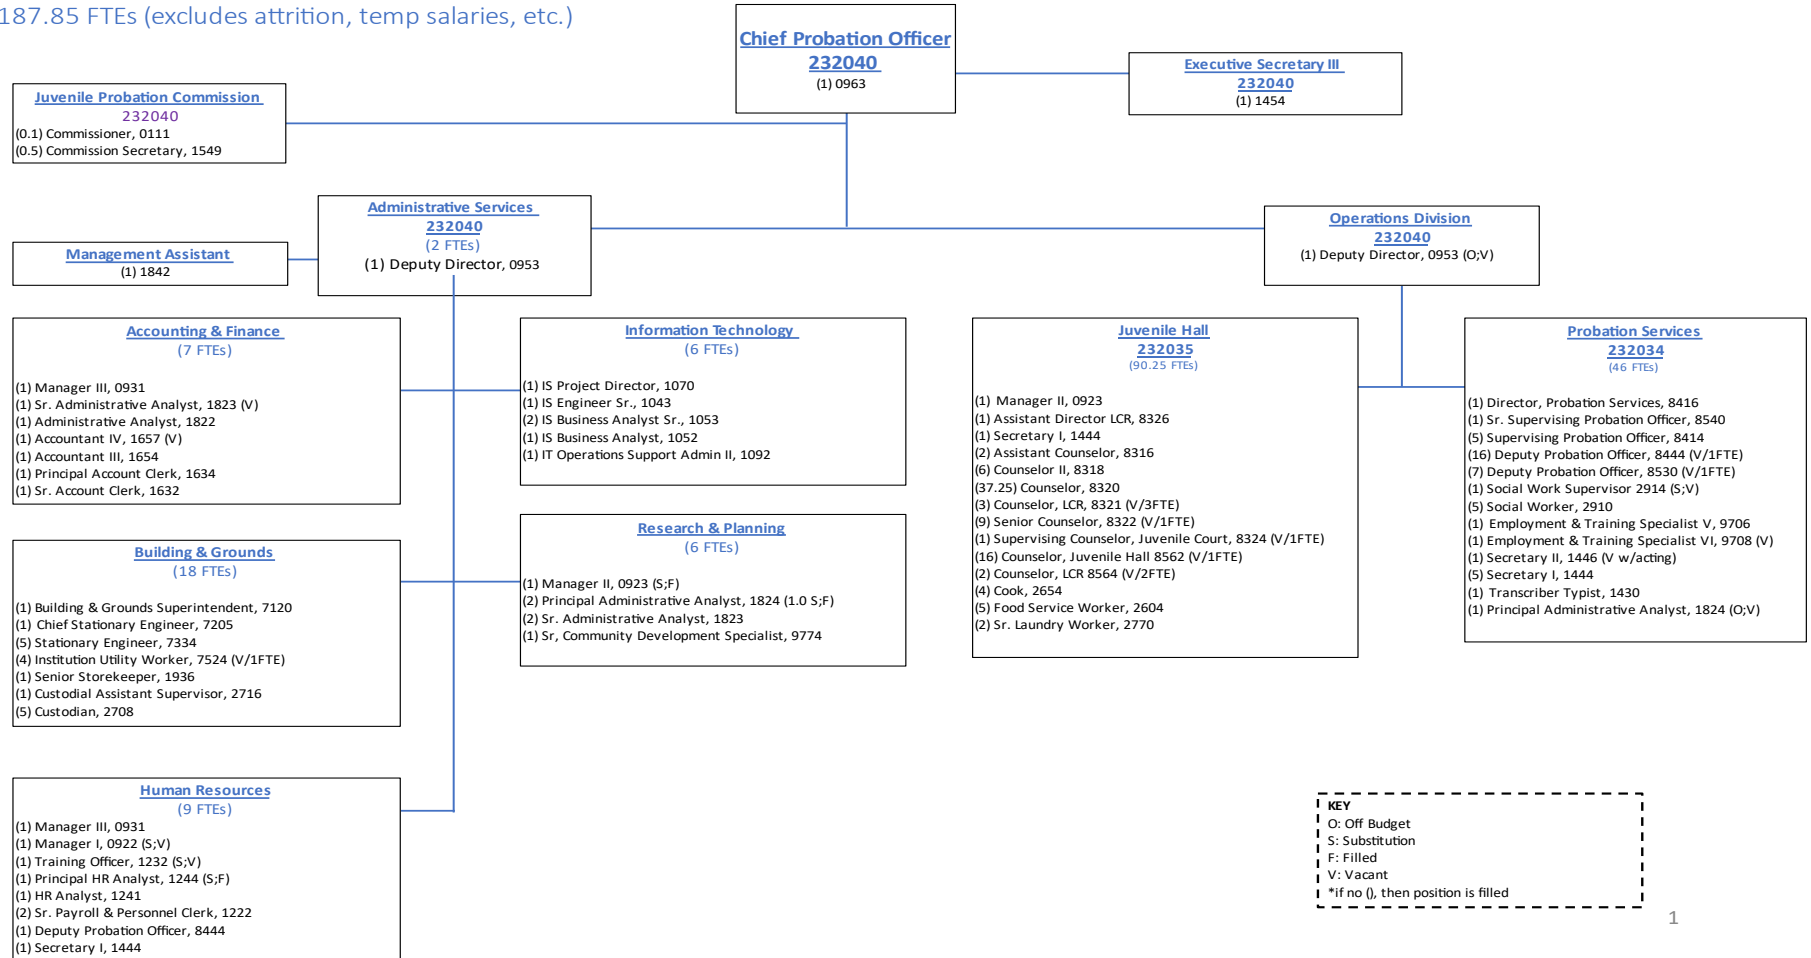 187.85 FTEs (excludes attrition, temp salaries, etc.)
Chief Probation Officer
232040
(1) 0963
Executive Secretary III
232040
(1) 1454
Juvenile Probation Commission
232040
(0.1) Commissioner, 0111
(0.5) Commission Secretary, 1549
Administrative Services
232040
(2 FTEs)
(1) Deputy Director, 0953
Operations Division
232040
(1) Deputy Director, 0953 (O;V)
Management Assistant
(1) 1842
Accounting & Finance
(7 FTEs)
(1) Manager III, 0931
(1) Sr. Administrative Analyst, 1823 (V)
(1) Administrative Analyst, 1822
(1) Accountant IV, 1657 (V)
(1) Accountant III, 1654
(1) Principal Account Clerk, 1634
(1) Sr. Account Clerk, 1632
Information Technology
(6 FTEs)
(1) IS Project Director, 1070
(1) IS Engineer Sr., 1043
(2) IS Business Analyst Sr., 1053
(1) IS Business Analyst, 1052
(1) IT Operations Support Admin II, 1092
Juvenile Hall
232035
(90.25 FTEs)
(1) Manager II, 0923
(1) Assistant Director LCR, 8326
(1) Secretary I, 1444
(2) Assistant Counselor, 8316
(6) Counselor II, 8318
(37.25) Counselor, 8320
(3) Counselor, LCR, 8321 (V/3FTE)
(9) Senior Counselor, 8322 (V/1FTE)
(1) Supervising Counselor, Juvenile Court, 8324 (V/1FTE)
(16) Counselor, Juvenile Hall 8562 (V/1FTE)
(2) Counselor, LCR 8564 (V/2FTE)
(4) Cook, 2654
(5) Food Service Worker, 2604
(2) Sr. Laundry Worker, 2770
Probation Services
232034
(46 FTEs)
(1) Director, Probation Services, 8416
(1) Sr. Supervising Probation Officer, 8540
(5) Supervising Probation Officer, 8414
(16) Deputy Probation Officer, 8444 (V/1FTE)
(7) Deputy Probation Officer, 8530 (V/1FTE)
(1) Social Work Supervisor 2914 (S;V)
(5) Social Worker, 2910
(1) Employment & Training Specialist V, 9706
(1) Employment & Training Specialist VI, 9708 (V)
(1) Secretary II, 1446 (V w/acting)
(5) Secretary I, 1444
(1) Transcriber Typist, 1430
(1) Principal Administrative Analyst, 1824 (O;V)
Building & Grounds
(18 FTEs)
(1) Building & Grounds Superintendent, 7120
(1) Chief Stationary Engineer, 7205
(5) Stationary Engineer, 7334
(4) Institution Utility Worker, 7524 (V/1FTE)
(1) Senior Storekeeper, 1936
(1) Custodial Assistant Supervisor, 2716
(5) Custodian, 2708
Research & Planning
(6 FTEs)
(1) Manager II, 0923 (S;F)
(2) Principal Administrative Analyst, 1824 (1.0 S;F)
(2) Sr. Administrative Analyst, 1823
(1) Sr, Community Development Specialist, 9774
Human Resources
(9 FTEs)
(1) Manager III, 0931
(1) Manager I, 0922 (S;V)
(1) Training Officer, 1232 (S;V)
(1) Principal HR Analyst, 1244 (S;F)
(1) HR Analyst, 1241
(2) Sr. Payroll & Personnel Clerk, 1222
(1) Deputy Probation Officer, 8444
(1) Secretary I, 1444
KEY
O: Off Budget
S: Substitution
F: Filled
V: Vacant
*if no (), then position is filled
1